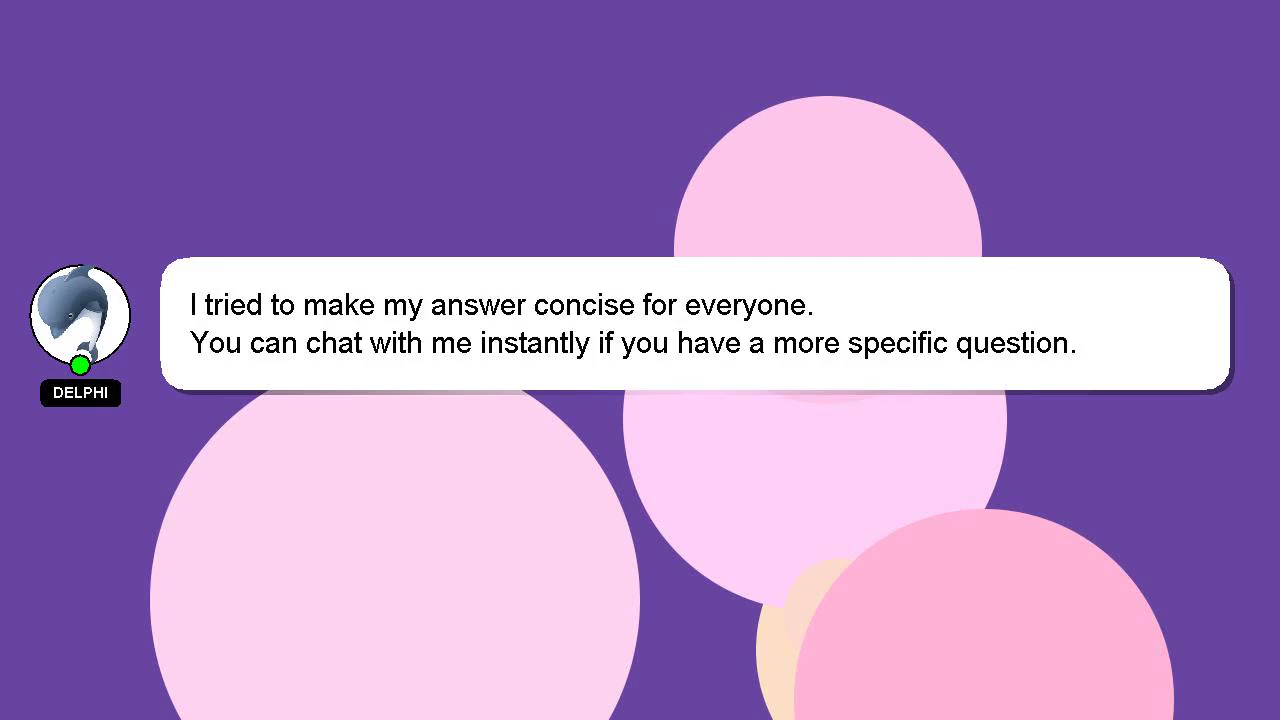 I tried to make my answer concise for everyone.
You can chat with me instantly if you have a more specific question.
DELPHI